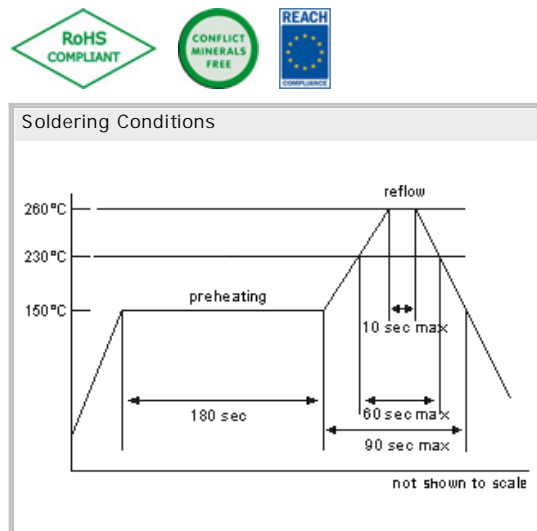 RoHS
COMPLIANT
CONFLICT
MINERALS
FREE
REACH
COMPLIANCE
Soldering Conditions
reflow
260°C
230°C
preheating
150°C
10 sec max
180 sec
60 sec max
90 sec max
not shown to scale